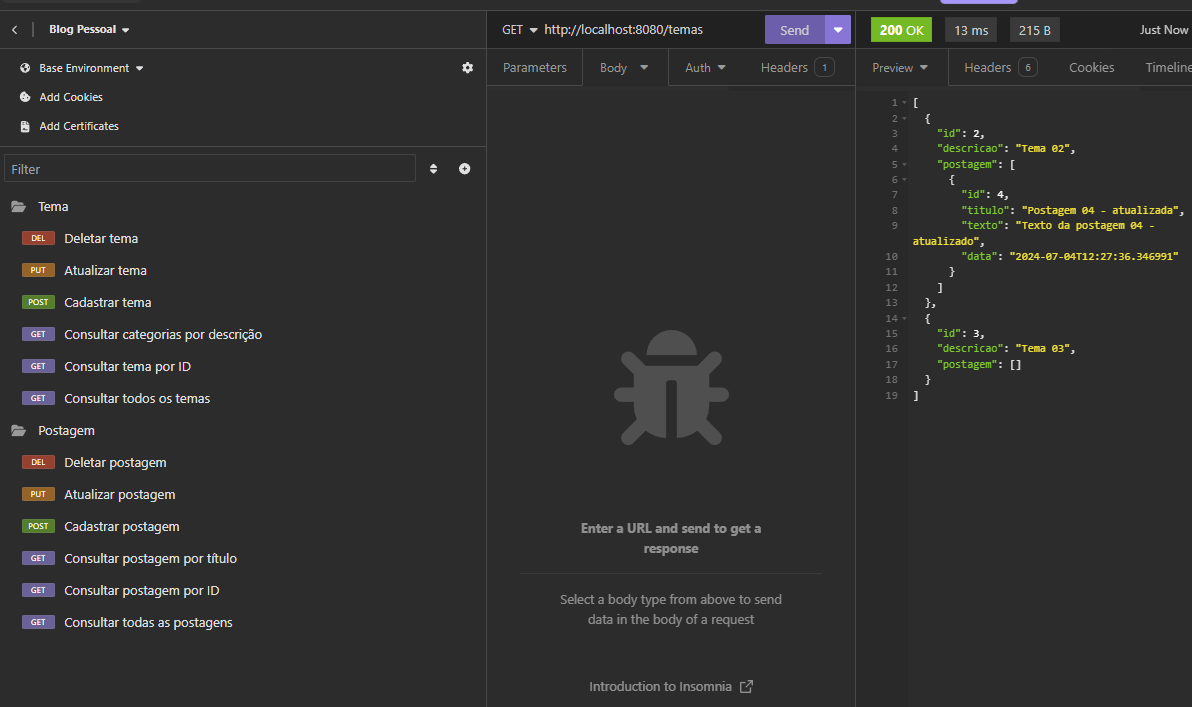 Blog Pessoal
Base Environment
Add Cookies
Add Certificates
Filter
Tema
DEL Deletar tema
PUT Atualizar tema
POST Cadastrar tema
GET Consultar categorias por descrição
GET Consultar tema por ID
GET Consultar todos os temas
Postagem
DEL Deletar postagem
PUT Atualizar postagem
POST Cadastrar postagem
GET Consultar postagem por título
GET Consultar postagem por ID
GET Consultar todas as postagens
GET http://localhost:8080/temas Send
Parameters Body Auth Headers 1
Enter a URL and send to get a
response
Select a body type from above to send
data in the body of a request
Introduction to Insomnia
200 OK 13 ms 215 B Just Now
Preview Headers 6 Cookies Timeline
1 [
2 {
3 "id": 2,
4 "descricao": "Tema 02",
5 "postagem": [
6 {
7 "id": 4,
8 "titulo": "Postagem 04 - atualizada",
9 "texto": "Texto da postagem 04 -
atualizado",
10 "data": "2024-07-04T12:27:36.346991"
11 }
12 ]
13 },
14 {
15 "id": 3,
16 "descricao": "Tema 03",
17 "postagem": []
18 }
19 ]